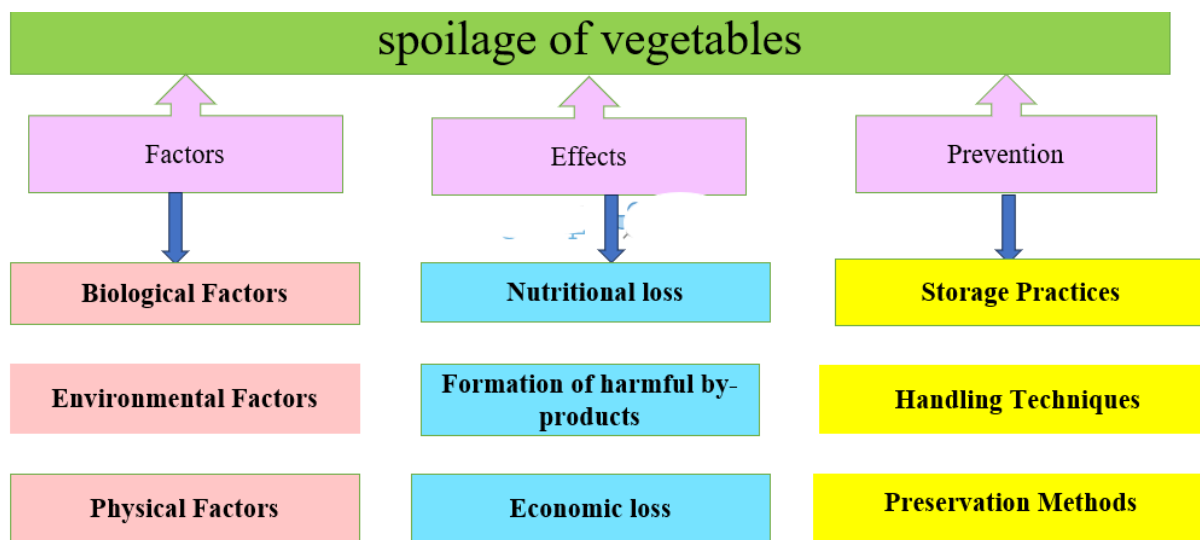 spoilage of vegetables
Factors
Effects
Prevention
Biological Factors
Nutritional loss
Storage Practices
Environmental Factors
Formation of harmful by-
products
Handling Techniques
Physical Factors
Economic loss
Preservation Methods